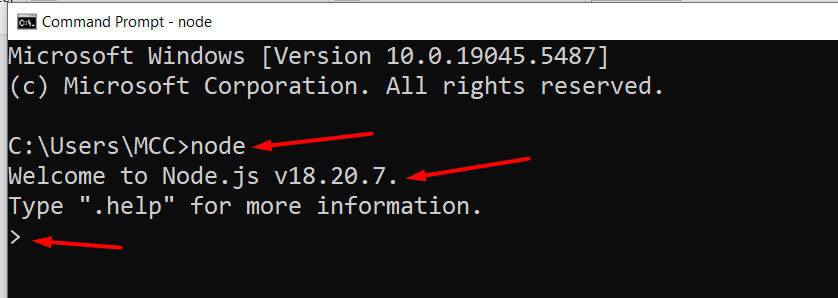 Command Prompt - node
Microsoft Windows [Version 10.0.19045.5487]
(c) Microsoft Corporation. All rights reserved.
C:\Users\MCC>node
Welcome to Node.js v18.20.7.
Type ".help" for more information.
>